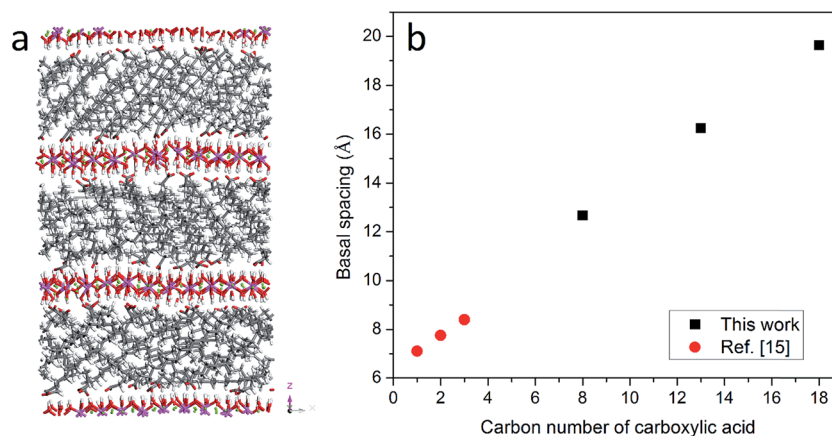 a
z
x
b
Basal spacing (Å)
20
18
16
14
12
10
8
6
0 2 4 6 8 10 12 14 16 18
Carbon number of carboxylic acid
This work
Ref. [15]